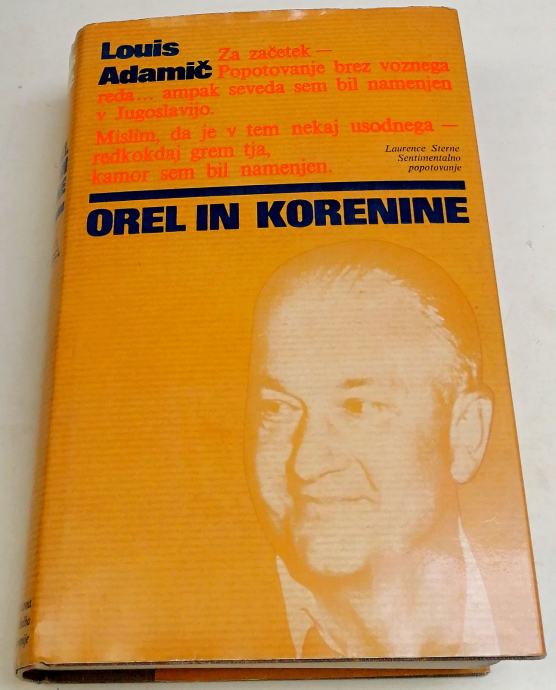 Louis Za začetek —
Adamič Popotovanje brez voznega
reda... ampak seveda sem bil namenjen
v Jugoslavijo.
Mislim, da je v tem nekaj usodnega —
redkokdaj grem tja,
kamor sem bil namenjen.
Laurence Sterne
Sentimentalno
popotovanje
OREL IN KORENINE